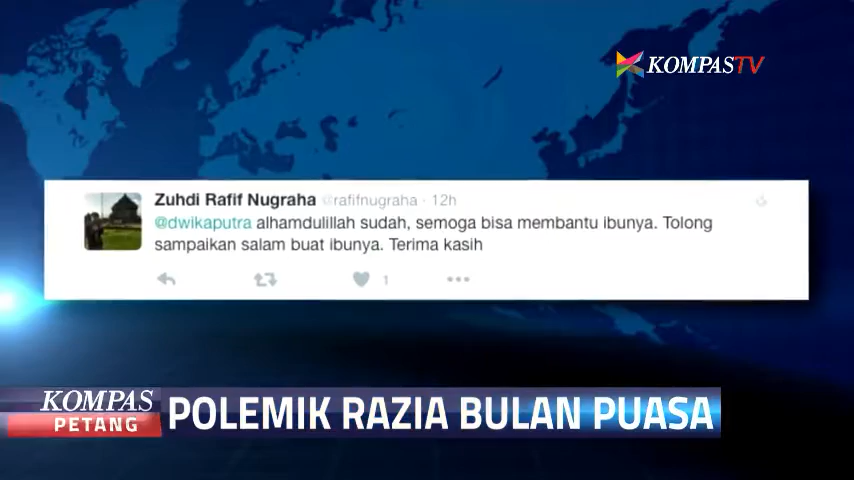 KOMPASTV
Zuhdi Rafif Nugraha @rafifnugraha · 12h
@dwikaputra alhamdulillah sudah, semoga bisa membantu ibunya. Tolong
sampaikan salam buat ibunya. Terima kasih
1
KOMPAS
PETANG
POLEMIK RAZIA BULAN PUASA